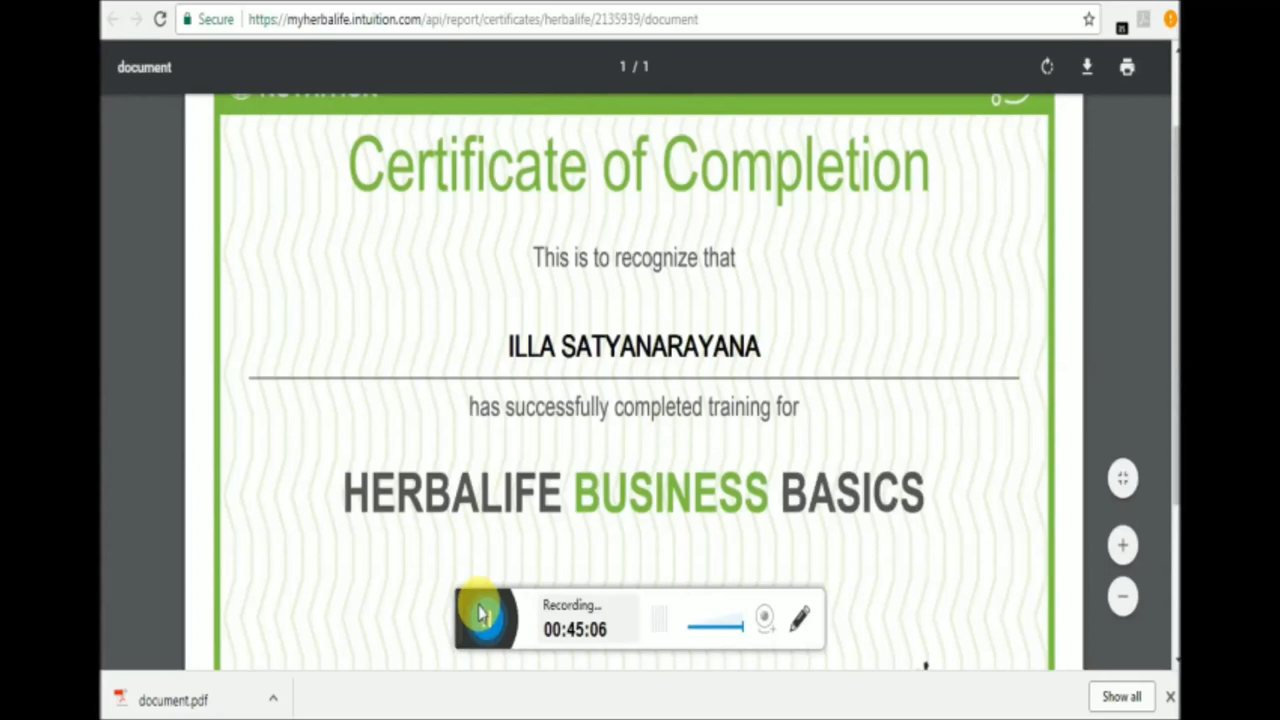 Secure https://myherbalife.intuition.com/api/report/certificates/herbalife/2135939/document
document 1 / 1
Certificate of Completion
This is to recognize that
ILLA SATYANARAYANA
has successfully completed training for
HERBALIFE BUSINESS BASICS
Recording...
00:45:06
document.pdf Show all